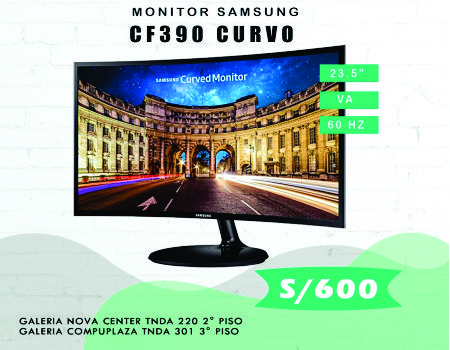 MONITOR SAMSUNG
CF390 CURVO
SAMSUNG Curved Monitor
23.5"
VA
60 HZ
SAMSUNG
S/600
GALERIA NOVA CENTER TNDA 220 2° PISO
GALERIA COMPUPLAZA TNDA 301 3° PISO